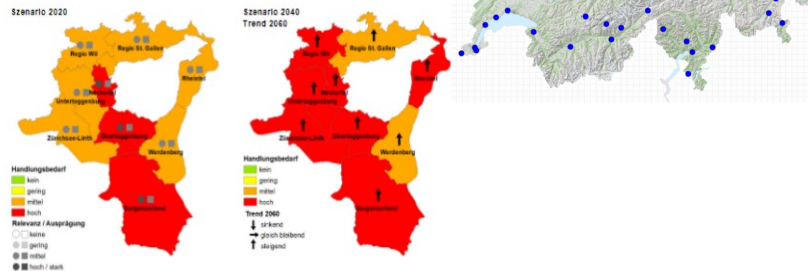 Szenario 2020
Regio Wil
Regio St. Gallen
Rheintal
Neckertal
Untertoggenburg
Zürichsee-Linth
Obertoggenburg
Werdenberg
Sarganserland
Handlungsbedarf
kein
gering
mittel
hoch
Relevanz / Ausprägung
keine
gering
mittel
hoch / stark
Szenario 2040
Trend 2060
Regio Wil
Regio St. Gallen
Rheintal
Neckertal
Untertoggenburg
Zürichsee-Linth
Obertoggenburg
Werdenberg
Sarganserland
Handlungsbedarf
kein
gering
mittel
hoch
Trend 2060
sinkend
gleich bleibend
steigend